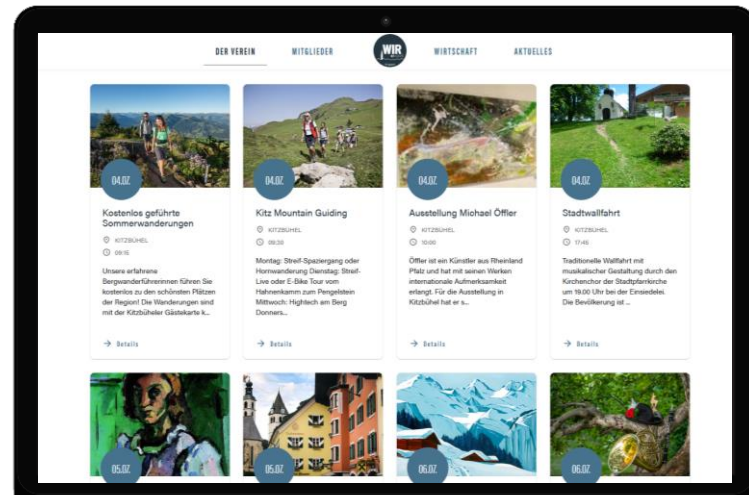 DER VEREIN MITGLIEDER WIR WIRTSCHAFT AKTUELLES
04.07.
04.07.
04.07.
04.07.
Kostenlos geführte
Sommerwanderungen
KITZBÜHEL
09:15
Unsere erfahrene
Bergwanderführerinnen führen Sie
kostenlos zu den schönsten Plätzen
der Region! Die Wanderungen sind
mit der Kitzbüheler Gästekarte k...
Details
Kitz Mountain Guiding
KITZBÜHEL
09:30
Montag: Streif-Spaziergang oder
Hornwanderung Dienstag: Streif-
Live oder E-Bike Tour vom
Hahnenkamm zum Pengelstein
Mittwoch: Hightech am Berg
Donners...
Details
Ausstellung Michael Öffler
KITZBÜHEL
10:00
Öffler ist ein Künstler aus Rheinland
Pfalz und hat mit seinen Werken
internationale Aufmerksamkeit
erlangt. Für die Ausstellung in
Kitzbühel hat er s...
Details
Stadtwallfahrt
KITZBÜHEL
17:45
Traditionelle Wallfahrt mit
musikalischer Gestaltung durch den
Kirchenchor der Stadtpfarrkirche
um 19.00 Uhr bei der Einsiedelei.
Die Bevölkerung ist ...
Details
05.07.
05.07.
06.07.
06.07.